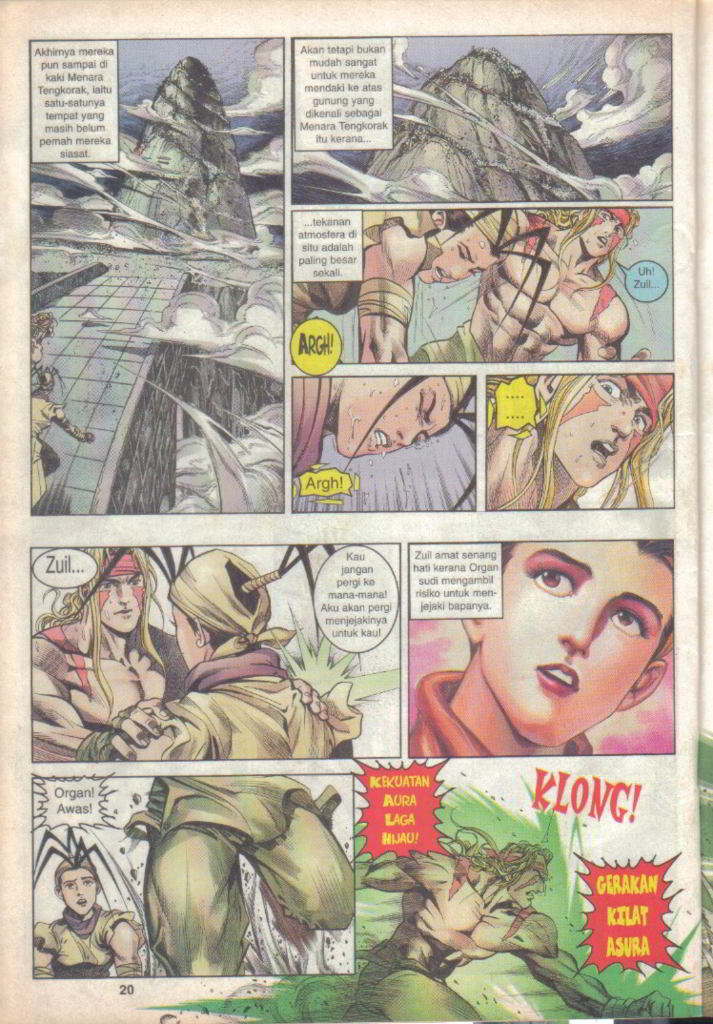 Akhirnya mereka
pun sampai di
kaki Menara
Tengkorak, iaitu
satu-satunya
tempat yang
masih belum
pernah mereka
siasat.
Akan tetapi bukan
mudah sangat
untuk mereka
mendaki ke atas
gunung yang
dikenali sebagai
Menara Tengkorak
itu kerana...
...tekanan
atmosfera di
situ adalah
paling besar
sekali.
Uh!
Zuil...
ARGH!
Argh!
....
....
Zuil...
Kau
jangan
pergi ke
mana-mana!
Aku akan pergi
menjejakinya
untuk kau!
Zuil amat senang
hati kerana Organ
sudi mengambil
risiko untuk men-
jejaki bapanya.
Organ!
Awas!
KEKUATAN
AURA
LAGA
HIJAU!
KLONG!
GERAKAN
KILAT
ASURA
20